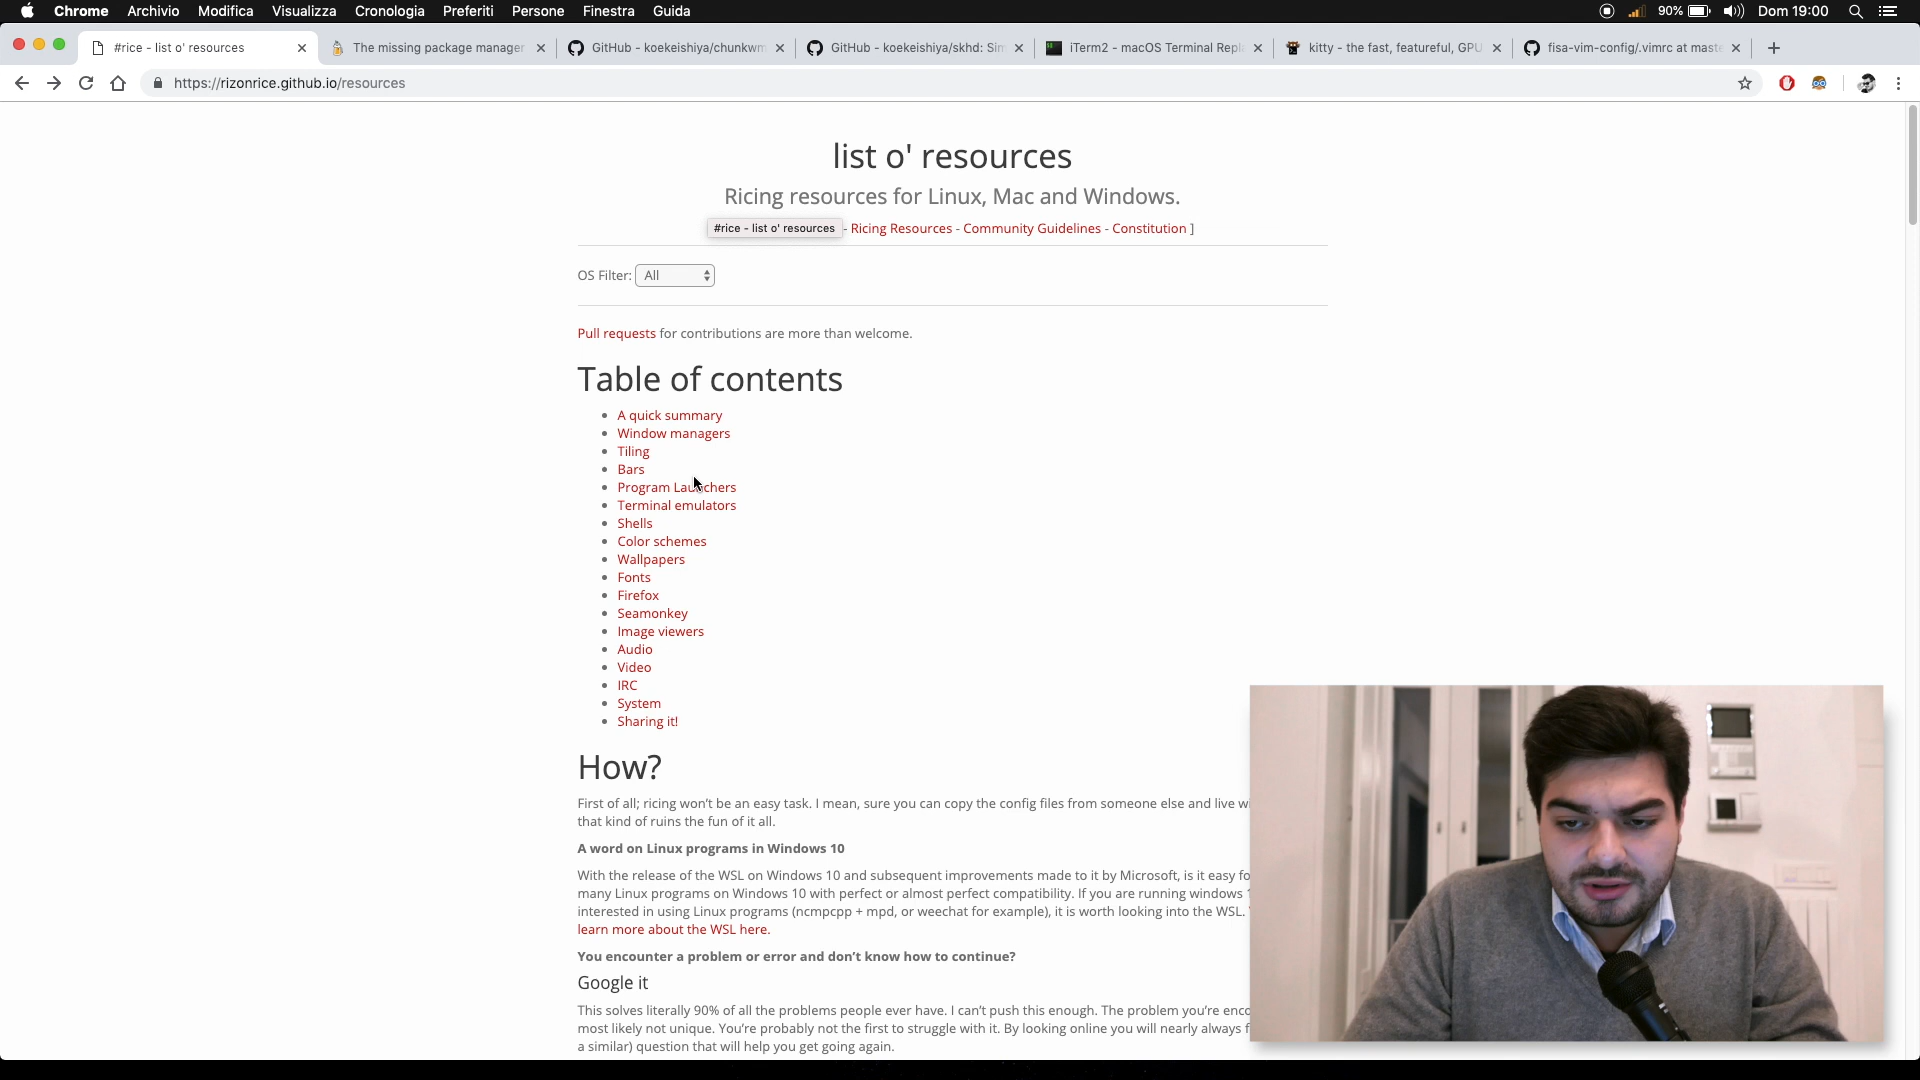 Chrome Archivio Modifica Visualizza Cronologia Preferiti Persone Finestra Guida 90% Dom 19:00
#rice - list o' resources The missing package manager GitHub - koekeishiya/chunkwm GitHub - koekeishiya/skhd: Sim iTerm2 - macOS Terminal Repla kitty - the fast, featureful, GPU fisa-vim-config/.vimrc at maste
https://rizonrice.github.io/resources
list o' resources
Ricing resources for Linux, Mac and Windows.
#rice - list o' resources - Ricing Resources - Community Guidelines - Constitution ]
OS Filter: All
Pull requests for contributions are more than welcome.
Table of contents
A quick summary
Window managers
Tiling
Bars
Program Launchers
Terminal emulators
Shells
Color schemes
Wallpapers
Fonts
Firefox
Seamonkey
Image viewers
Audio
Video
IRC
System
Sharing it!
How?
First of all; ricing won't be an easy task. I mean, sure you can copy the config files from someone else and live
that kind of ruins the fun of it all.
A word on Linux programs in Windows 10
With the release of the WSL on Windows 10 and subsequent improvements made to it by Microsoft, is it easy
many Linux programs on Windows 10 with perfect or almost perfect compatibility. If you are running windows
interested in using Linux programs (ncmpcpp + mpd, or weechat for example), it is worth looking into the WSL.
learn more about the WSL here.
You encounter a problem or error and don't know how to continue?
Google it
This solves literally 90% of all the problems people ever have. I can't push this enough. The problem you're
most likely not unique. You're probably not the first to struggle with it. By looking online you will nearly always
a similar) question that will help you get going again.